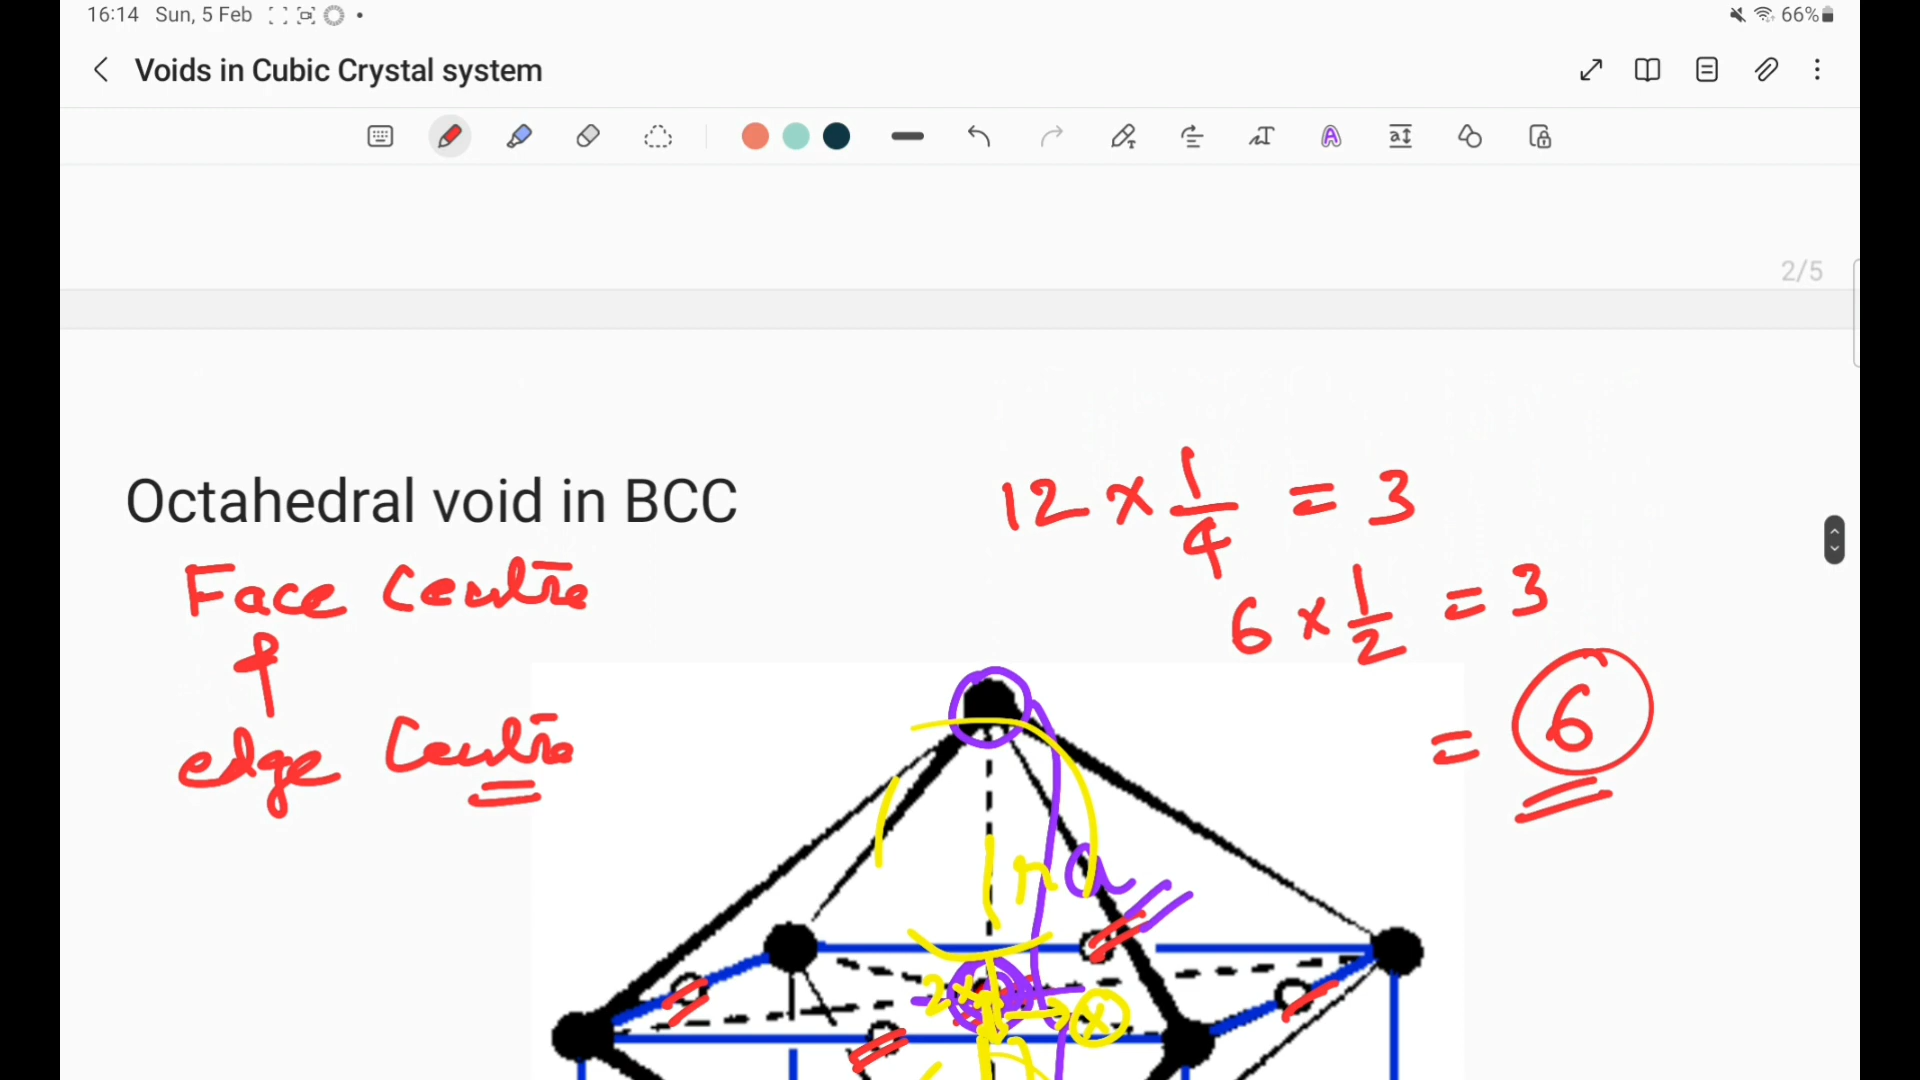 16:14 Sun, 5 Feb
66%
Voids in Cubic Crystal system
2/5
Octahedral void in BCC
12 × 1/4 = 3
Face Centre
6 × 1/2 = 3
edge Centre
= 6
r a
2x
x